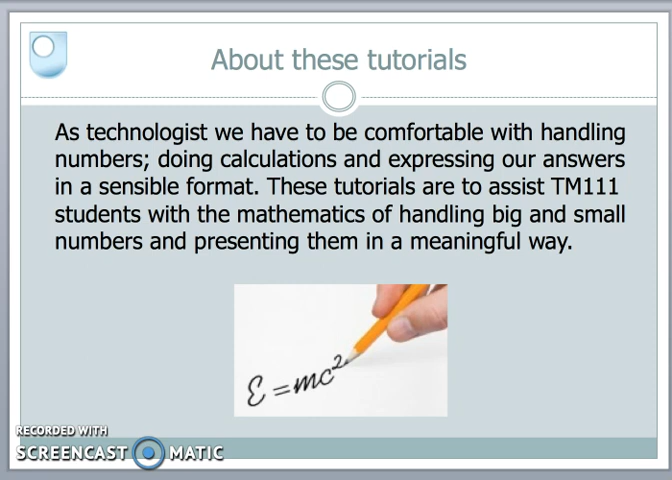 About these tutorials
As technologist we have to be comfortable with handling
numbers; doing calculations and expressing our answers
in a sensible format. These tutorials are to assist TM111
students with the mathematics of handling big and small
numbers and presenting them in a meaningful way.
E = mc²
RECORDED WITH
SCREENCAST MATIC